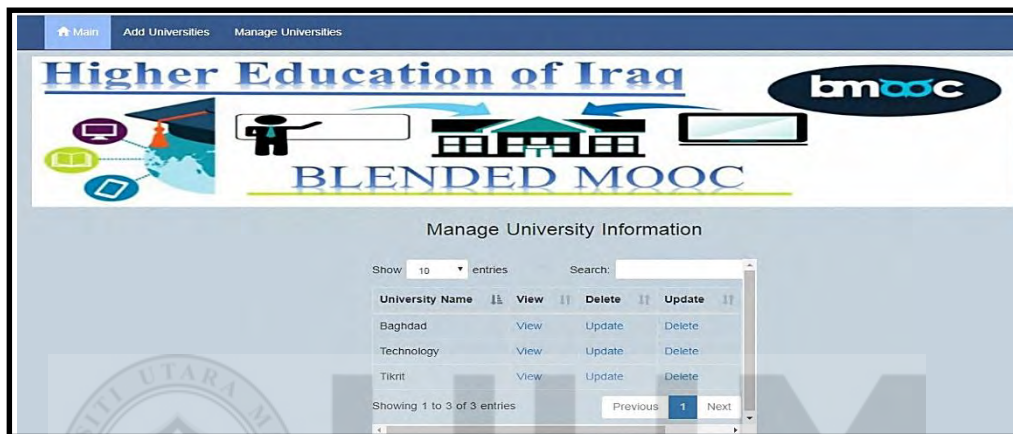 Main Add Universities Manage Universities
Higher Education of Iraq
bmooc
BLENDED MOOC
Manage University Information
Show 10 entries Search:
University Name View Delete Update
Baghdad View Update Delete
Technology View Update Delete
Tikrit View Update Delete
Showing 1 to 3 of 3 entries Previous 1 Next
UTARA